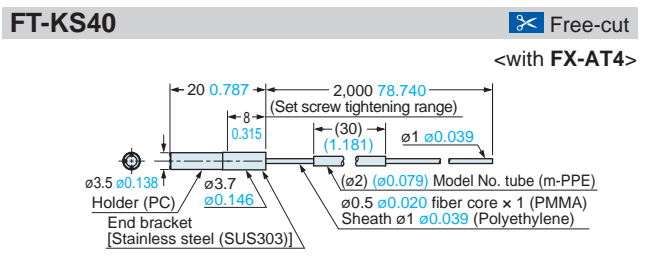 FT-KS40
Free-cut
<with FX-AT4>
20 0.787
2,000 78.740
8
0.315
(Set screw tightening range)
(30)
(1.181)
ø1 ø0.039
ø3.5 ø0.138
ø3.7
ø0.146
(ø2) (ø0.079) Model No. tube (m-PPE)
Holder (PC)
ø0.5 ø0.020 fiber core × 1 (PMMA)
Sheath ø1 ø0.039 (Polyethylene)
End bracket
[Stainless steel (SUS303)]